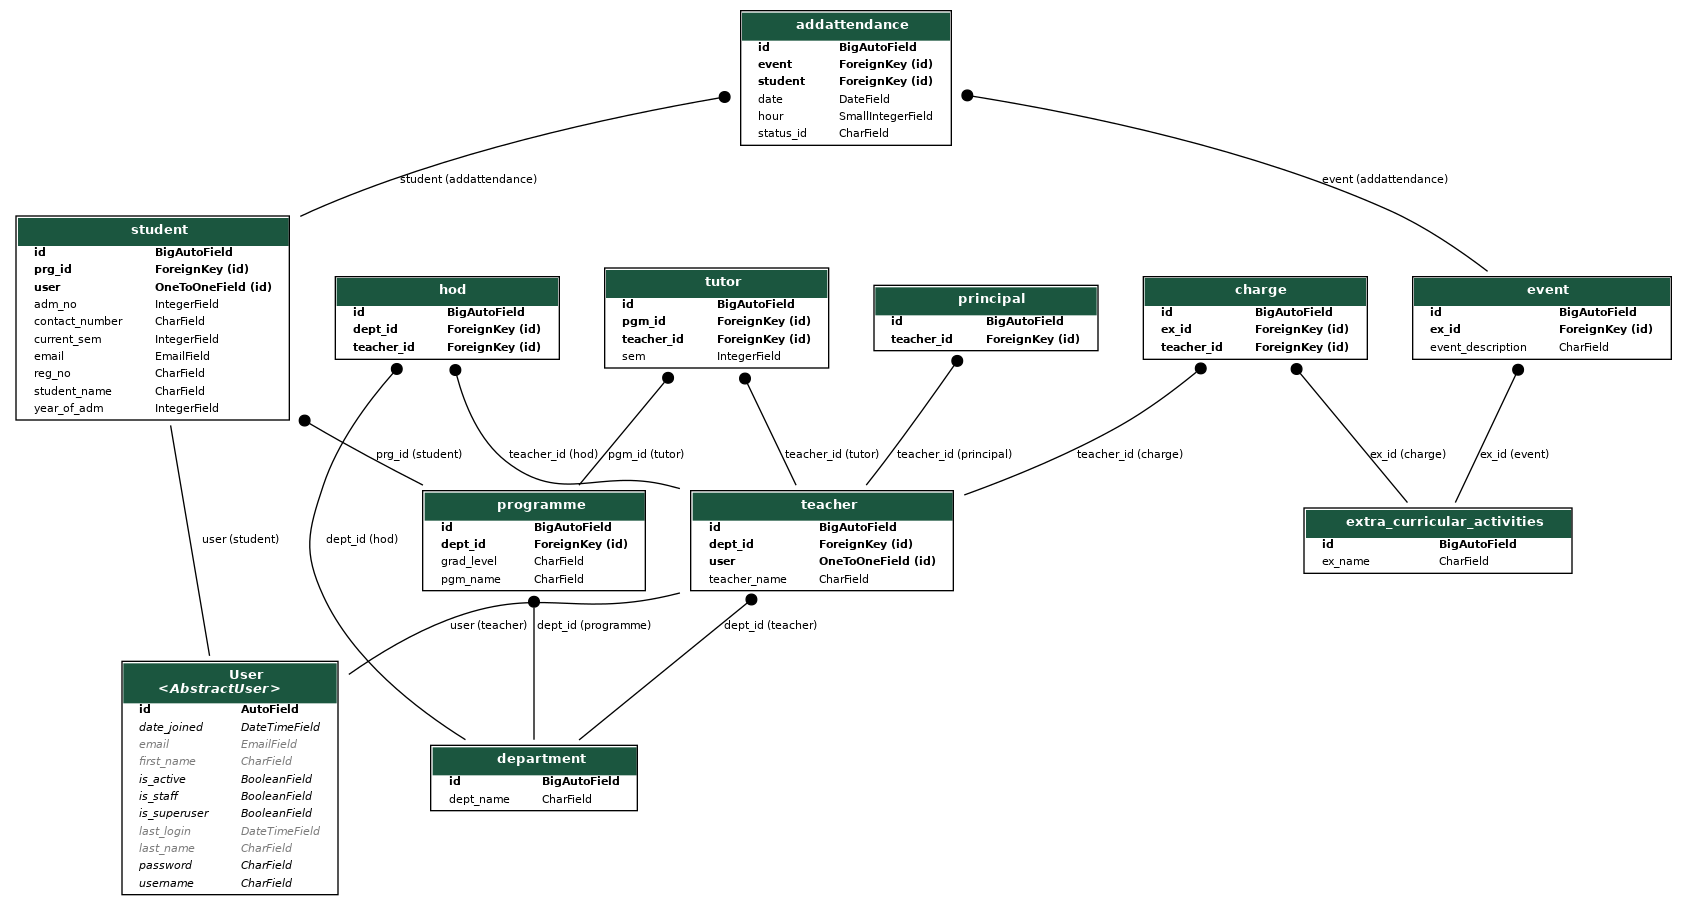 addattendance
id BigAutoField
event ForeignKey (id)
student ForeignKey (id)
date DateField
hour SmallIntegerField
status_id CharField
student (addattendance)
event (addattendance)
student
id BigAutoField
prg_id ForeignKey (id)
user OneToOneField (id)
adm_no IntegerField
contact_number CharField
current_sem IntegerField
email EmailField
reg_no CharField
student_name CharField
year_of_adm IntegerField
hod
id BigAutoField
dept_id ForeignKey (id)
teacher_id ForeignKey (id)
tutor
id BigAutoField
pgm_id ForeignKey (id)
teacher_id ForeignKey (id)
sem IntegerField
principal
id BigAutoField
teacher_id ForeignKey (id)
charge
id BigAutoField
ex_id ForeignKey (id)
teacher_id ForeignKey (id)
event
id BigAutoField
ex_id ForeignKey (id)
event_description CharField
prg_id (student)
teacher_id (hod)
pgm_id (tutor)
teacher_id (tutor)
teacher_id (principal)
teacher_id (charge)
ex_id (charge)
ex_id (event)
user (student)
dept_id (hod)
programme
id BigAutoField
dept_id ForeignKey (id)
grad_level CharField
pgm_name CharField
teacher
id BigAutoField
dept_id ForeignKey (id)
user OneToOneField (id)
teacher_name CharField
extra_curricular_activities
id BigAutoField
ex_name CharField
user (teacher)
dept_id (programme)
dept_id (teacher)
User
<AbstractUser>
id AutoField
date_joined DateTimeField
email EmailField
first_name CharField
is_active BooleanField
is_staff BooleanField
is_superuser BooleanField
last_login DateTimeField
last_name CharField
password CharField
username CharField
department
id BigAutoField
dept_name CharField